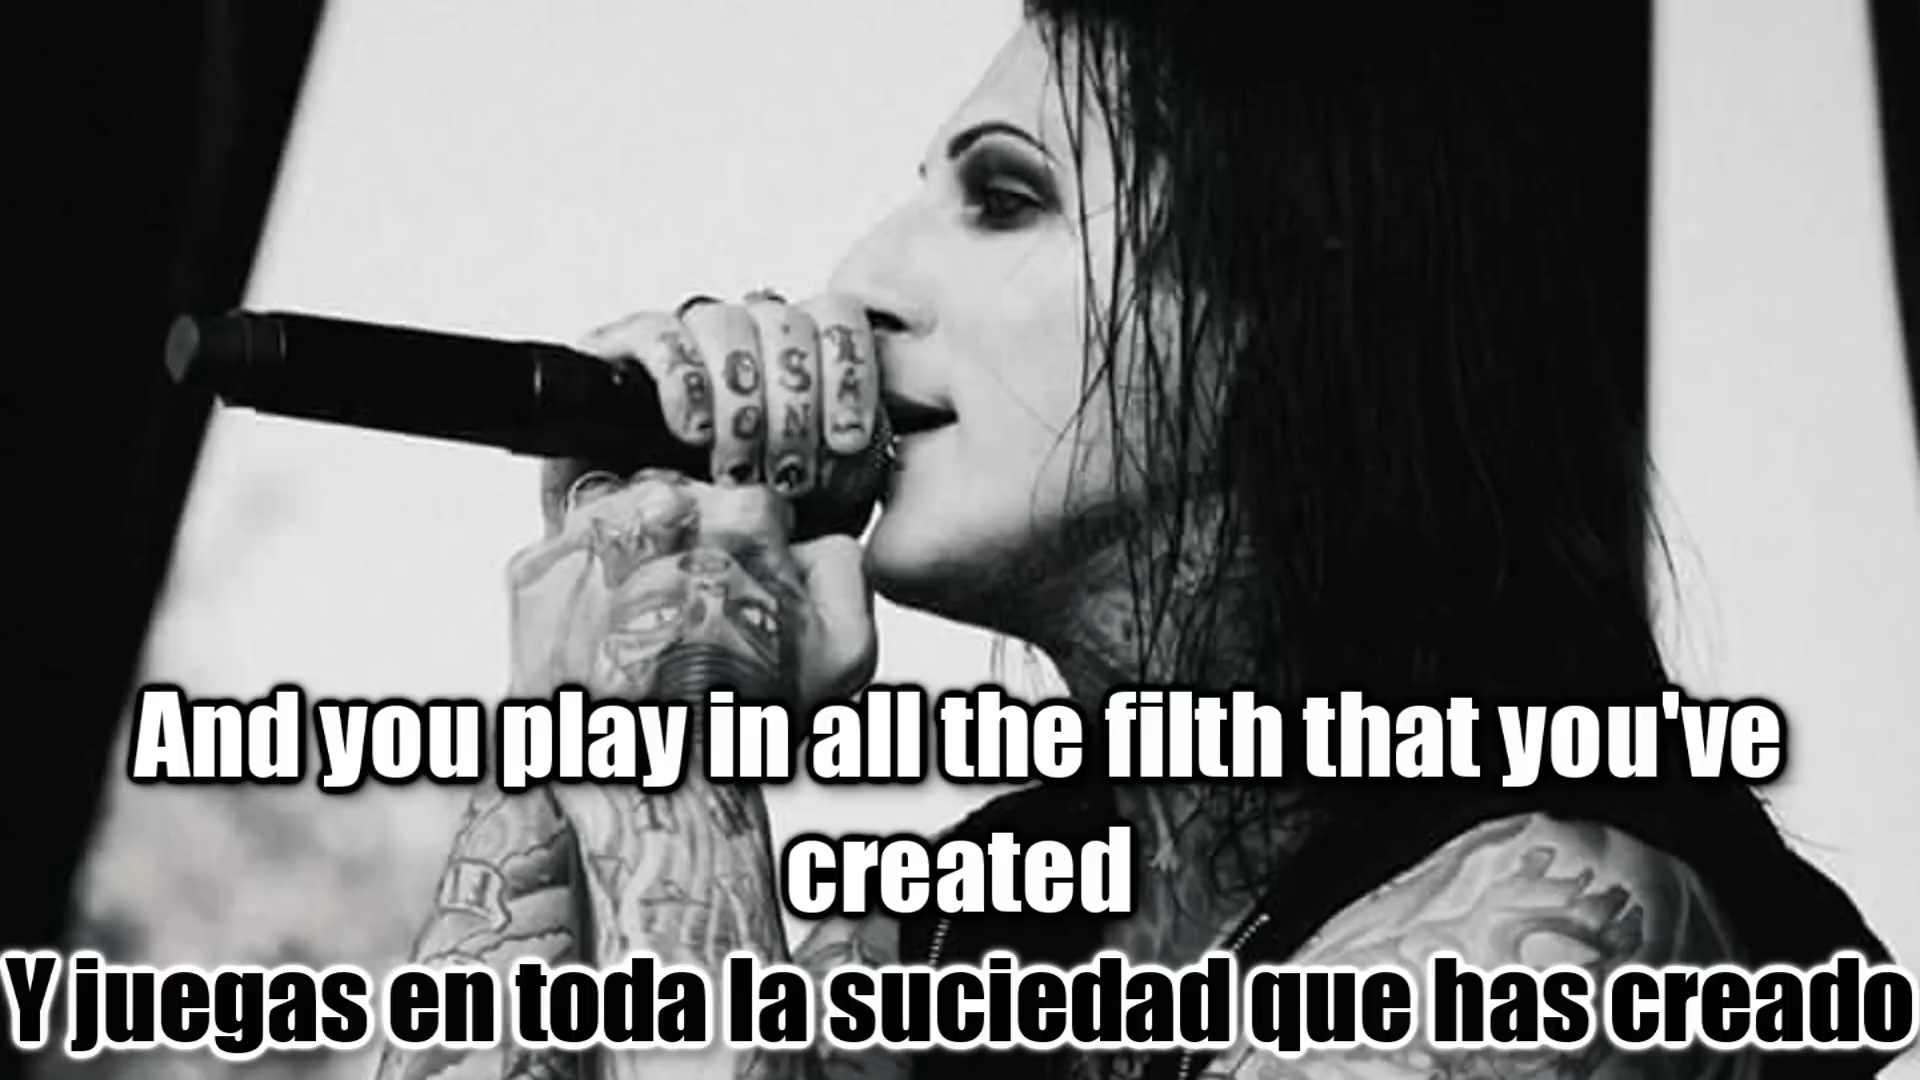 And you play in all the filth that you've
created
Y juegas en toda la suciedad que has creado